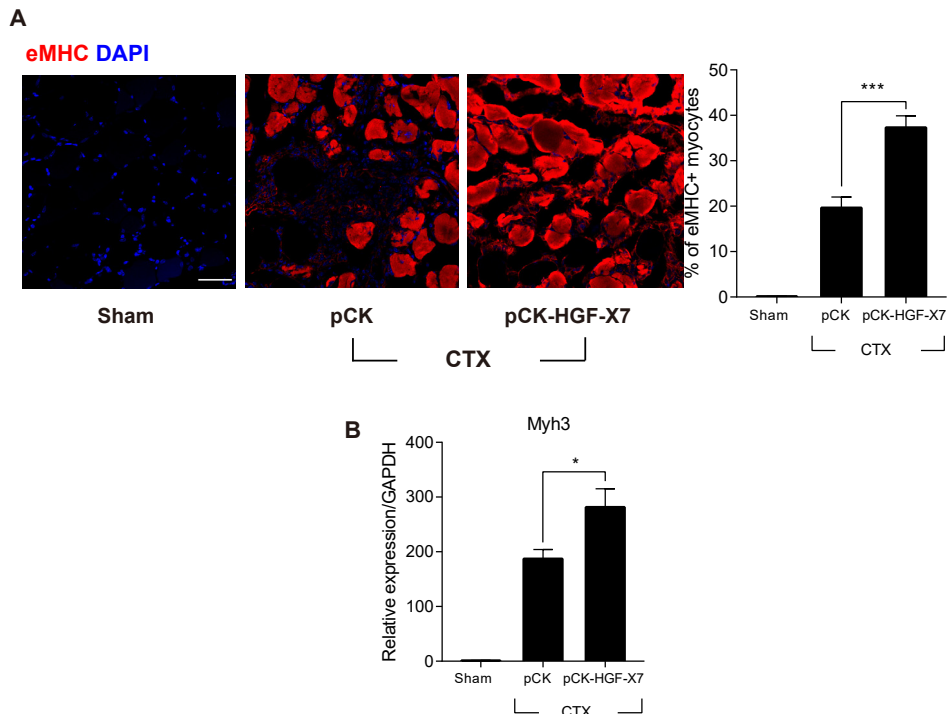 A
eMHC DAPI
Sham
pCK
pCK-HGF-X7
CTX
% of eMHC+ myocytes
50
40
30
20
10
0
***
Sham
pCK
pCK-HGF-X7
CTX
B
Myh3
Relative expression/GAPDH
400
300
200
100
0
*
Sham
pCK
pCK-HGF-X7
CTX